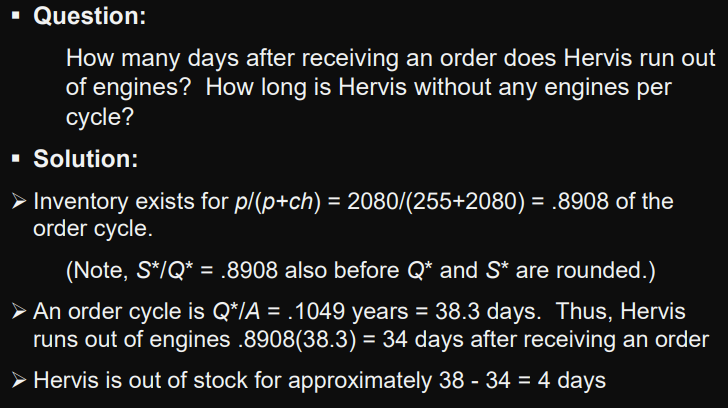 ▪ Question:
How many days after receiving an order does Hervis run out
of engines? How long is Hervis without any engines per
cycle?
▪ Solution:
➢ Inventory exists for p/(p+ch) = 2080/(255+2080) = .8908 of the
order cycle.
(Note, S*/Q* = .8908 also before Q* and S* are rounded.)
➢ An order cycle is Q*/A = .1049 years = 38.3 days. Thus, Hervis
runs out of engines .8908(38.3) = 34 days after receiving an order
➢ Hervis is out of stock for approximately 38 - 34 = 4 days